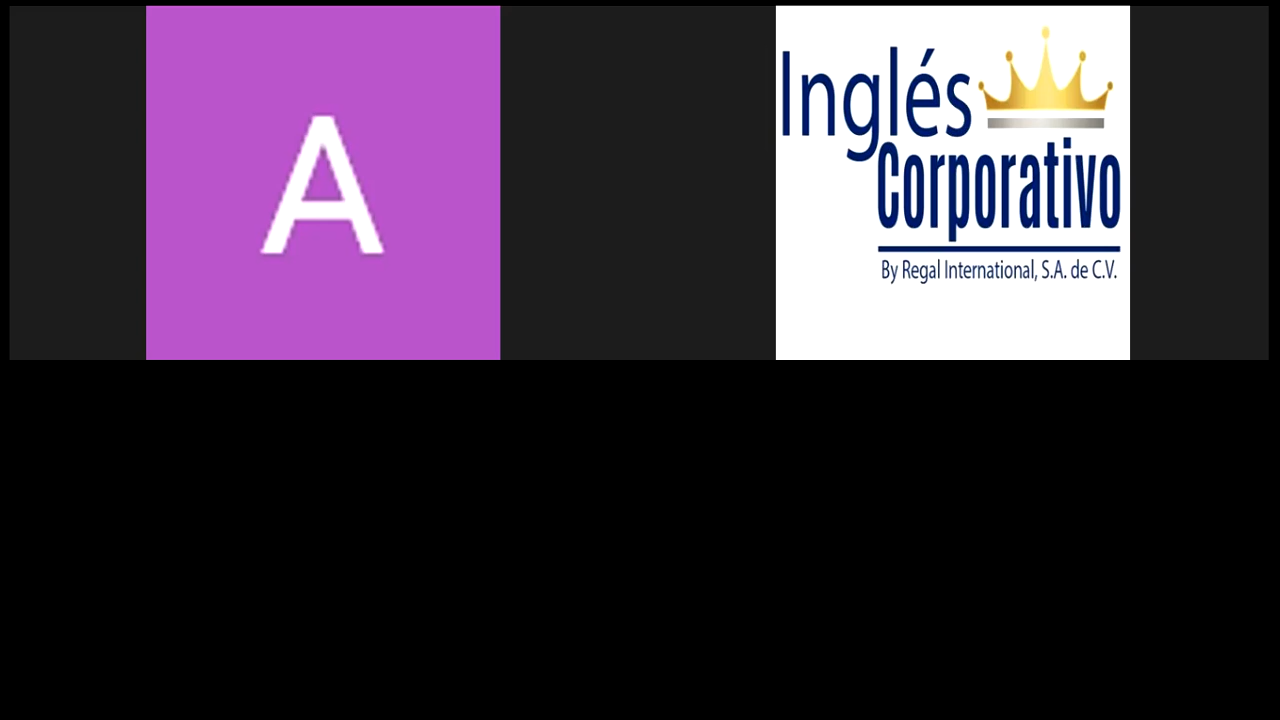 A
Inglés
Corporativo
By Regal International, S.A. de C.V.